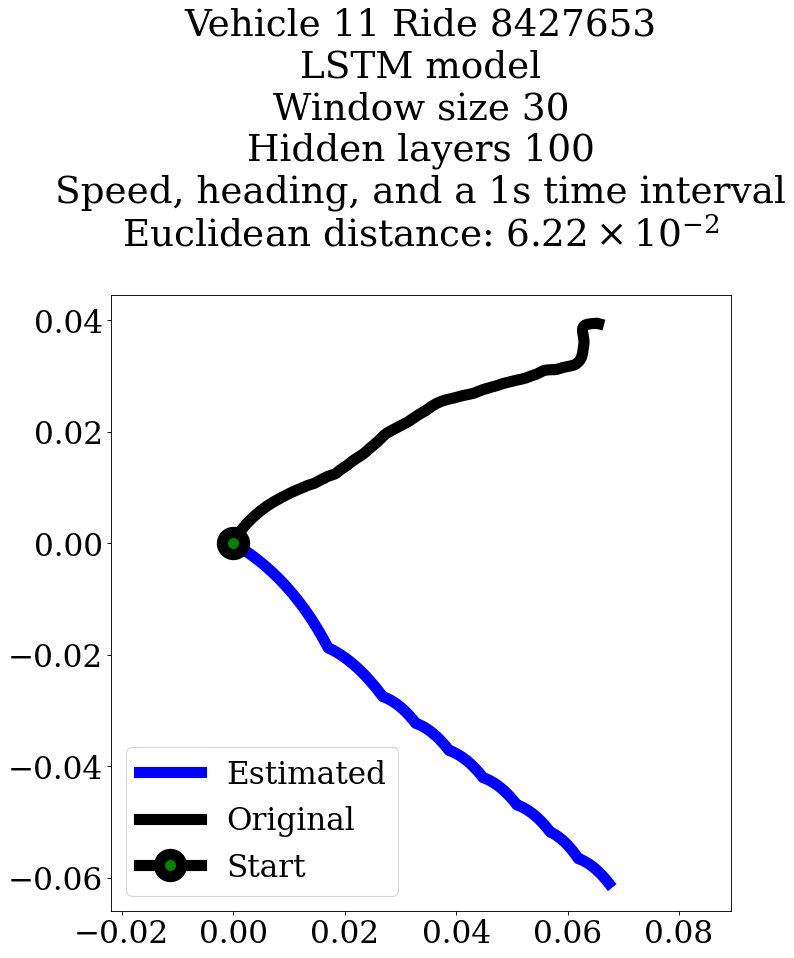 Vehicle 11 Ride 8427653
LSTM model
Window size 30
Hidden layers 100
Speed, heading, and a 1s time interval
Euclidean distance: 6.22 × 10⁻²
0.04
0.02
0.00
−0.02
−0.04
−0.06
Estimated
Original
Start
−0.02 0.00 0.02 0.04 0.06 0.08